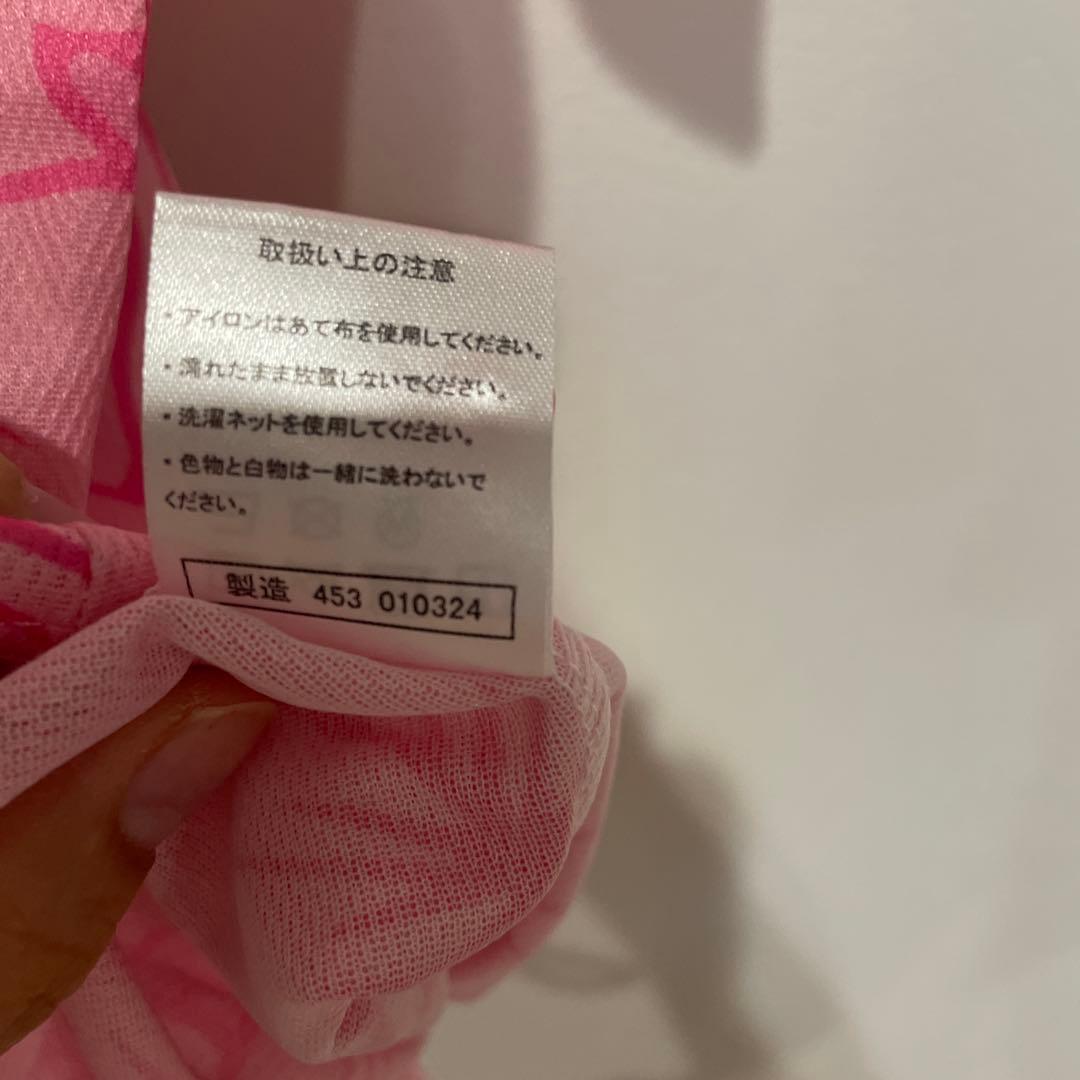 取扱い上の注意
・アイロンはあて布を使用してください。
・濡れたまま放置しないでください。
・洗濯ネットを使用してください。
・色物と白物は一緒に洗わないで
ください。
製造 453 010324